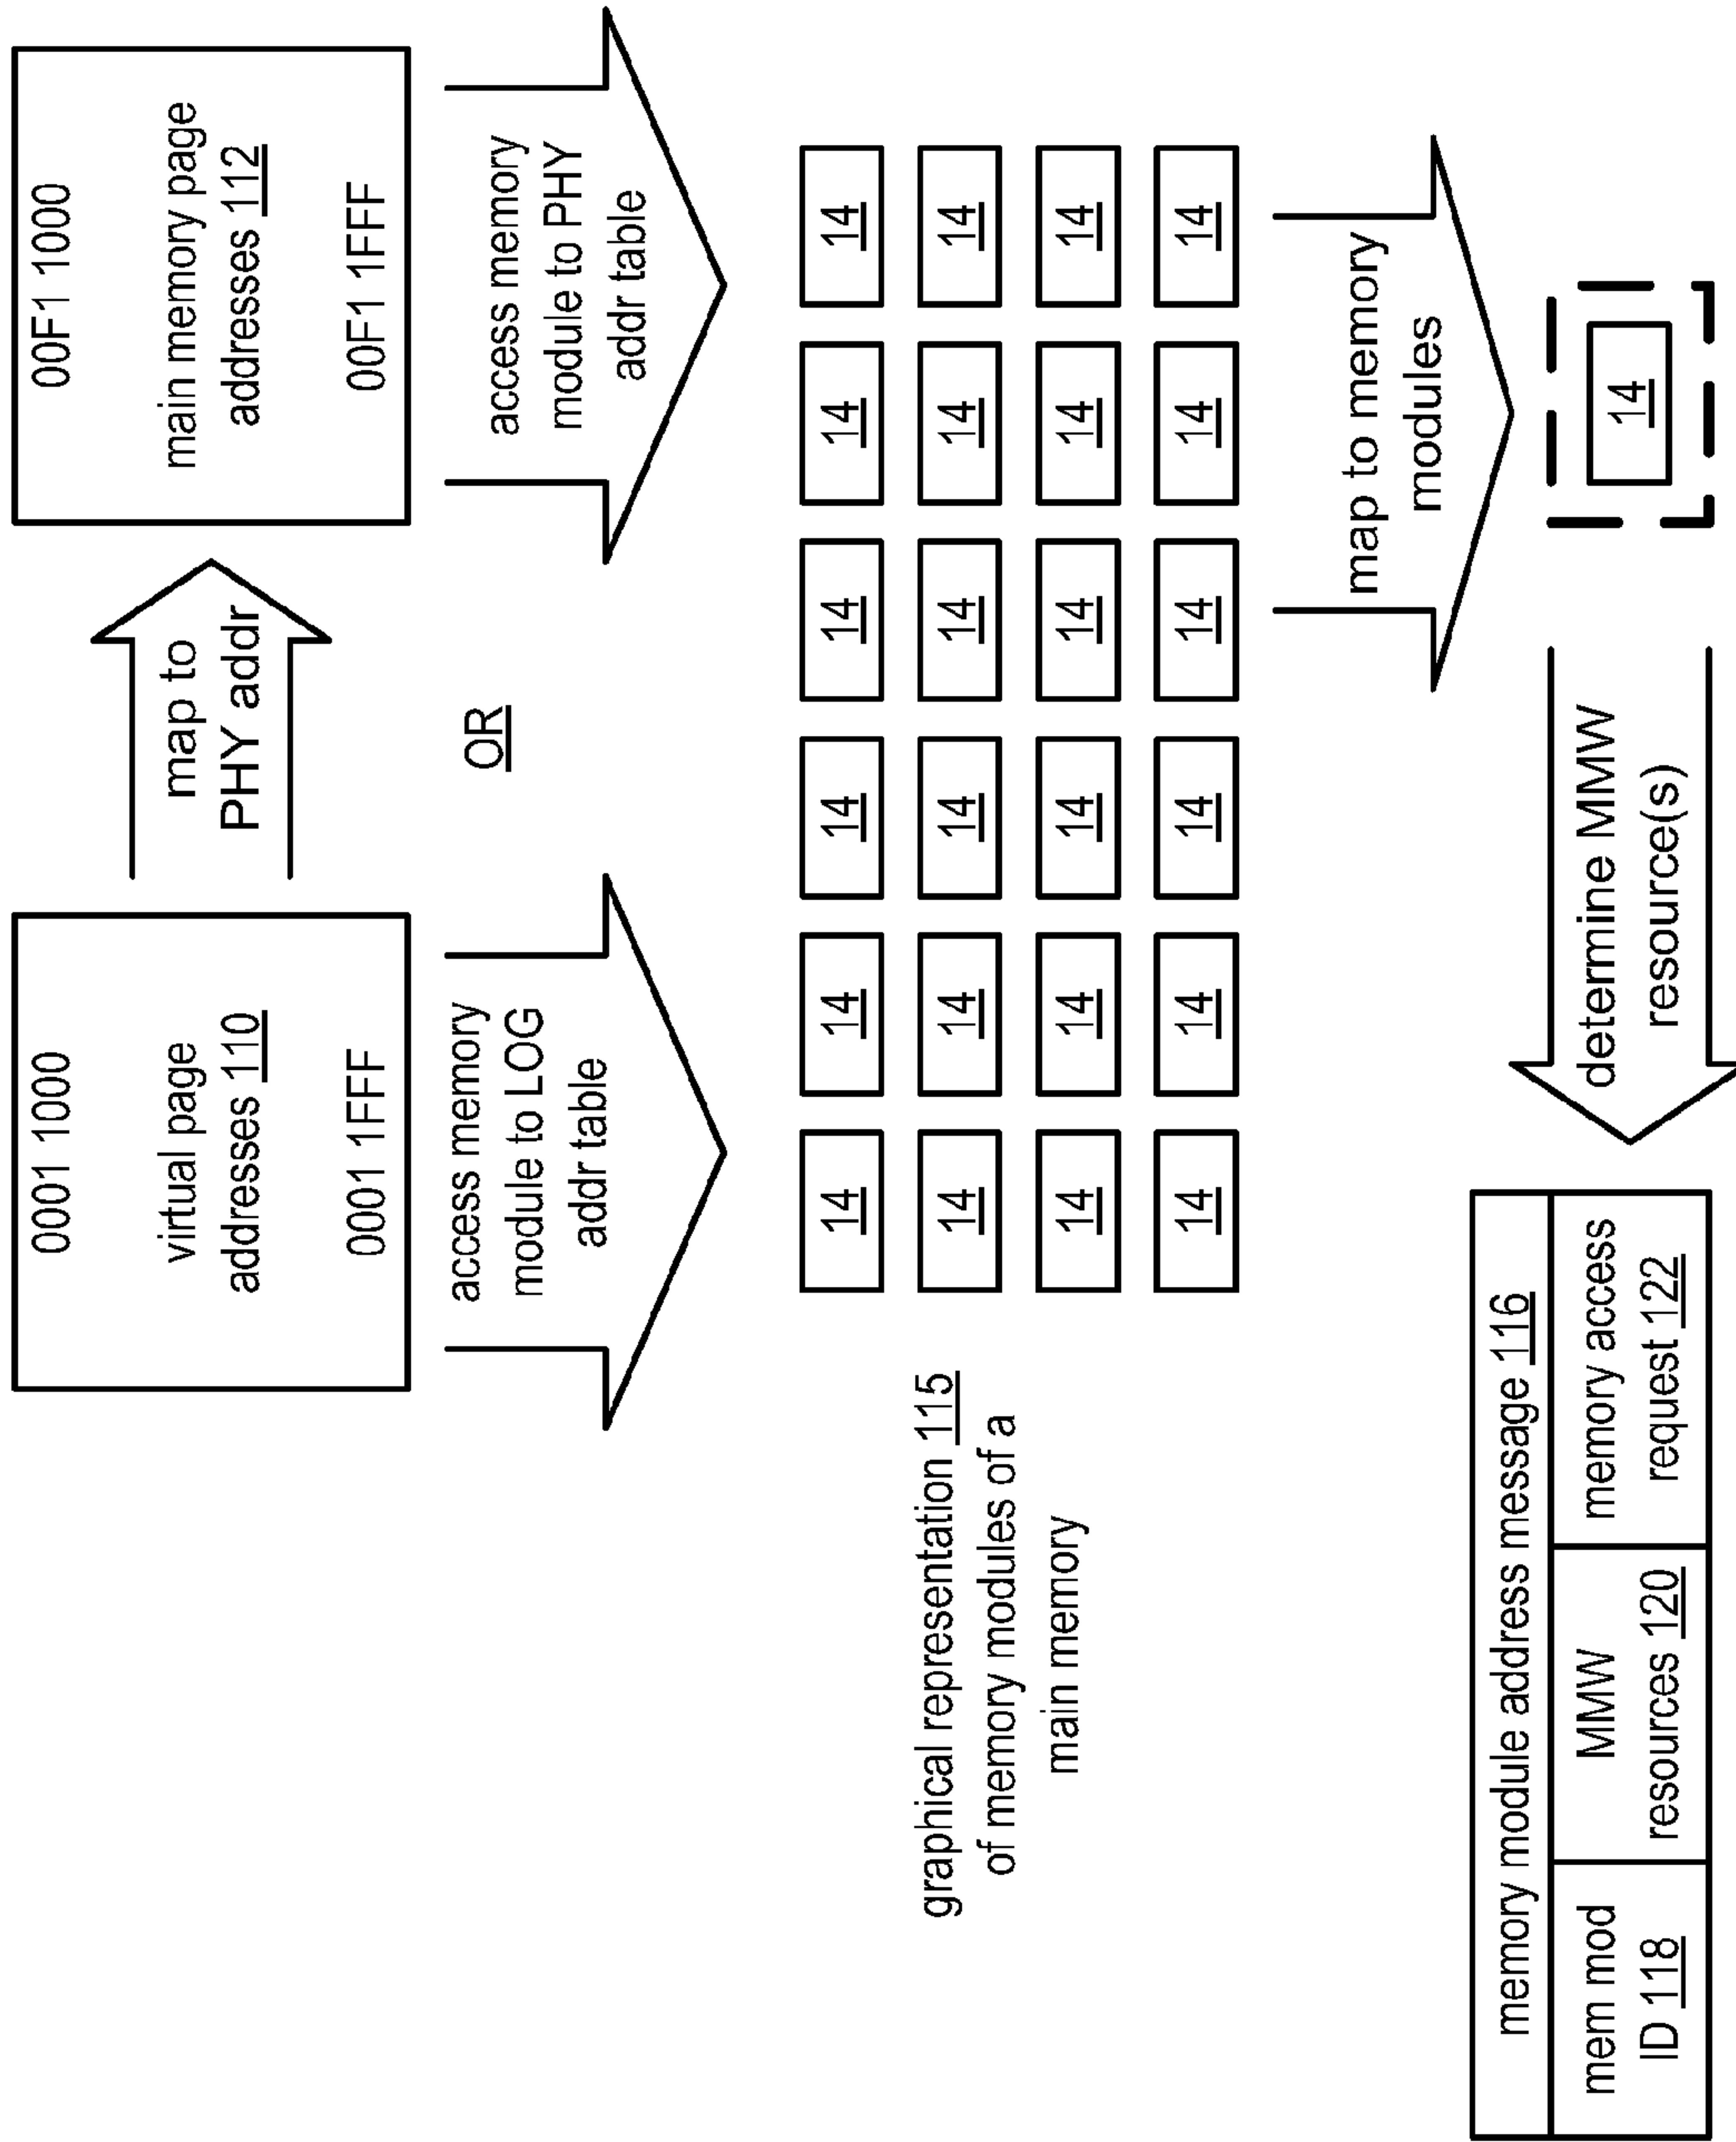 0001 1000
virtual page
addresses 110
0001 1FFF
map to
PHY addr
00F1 1000
main memory page
addresses 112
00F1 1FFF
access memory
module to LOG
addr table
OR
access memory
module to PHY
addr table
graphical representation 115
of memory modules of a
main memory
14 14 14 14 14 14
14 14 14 14 14 14
14 14 14 14 14 14
14 14 14 14 14 14
map to memory
modules
14
determine MMW
resource(s)
memory module address message 116
mem mod
ID 118
MMW
resources 120
memory access
request 122